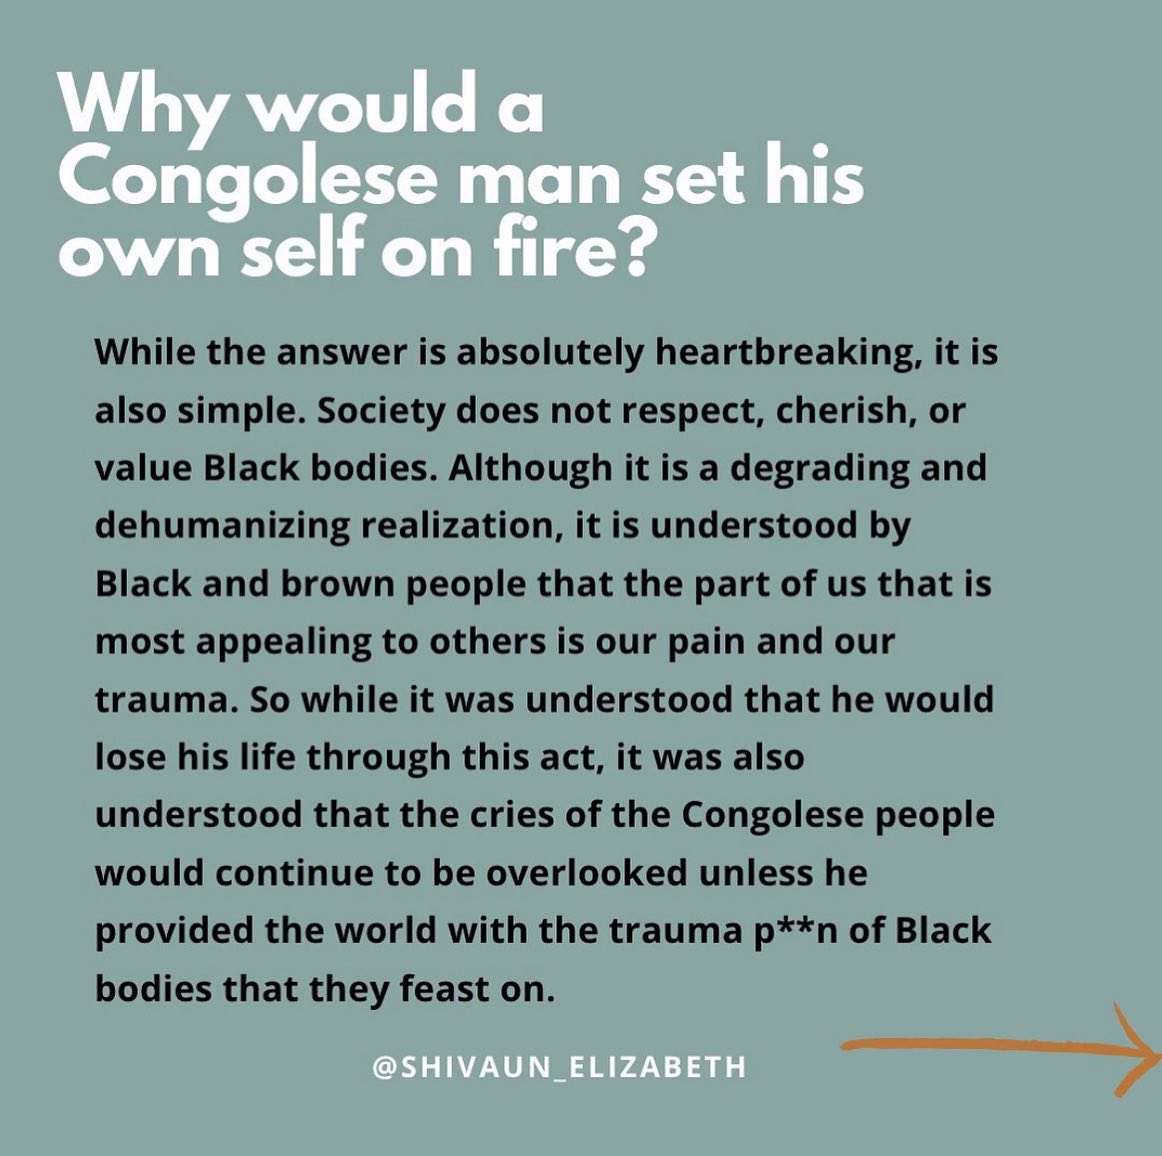 Why would a
Congolese man set his
own self on fire?
While the answer is absolutely heartbreaking, it is
also simple. Society does not respect, cherish, or
value Black bodies. Although it is a degrading and
dehumanizing realization, it is understood by
Black and brown people that the part of us that is
most appealing to others is our pain and our
trauma. So while it was understood that he would
lose his life through this act, it was also
understood that the cries of the Congolese people
would continue to be overlooked unless he
provided the world with the trauma p**n of Black
bodies that they feast on.
@SHIVAUN_ELIZABETH